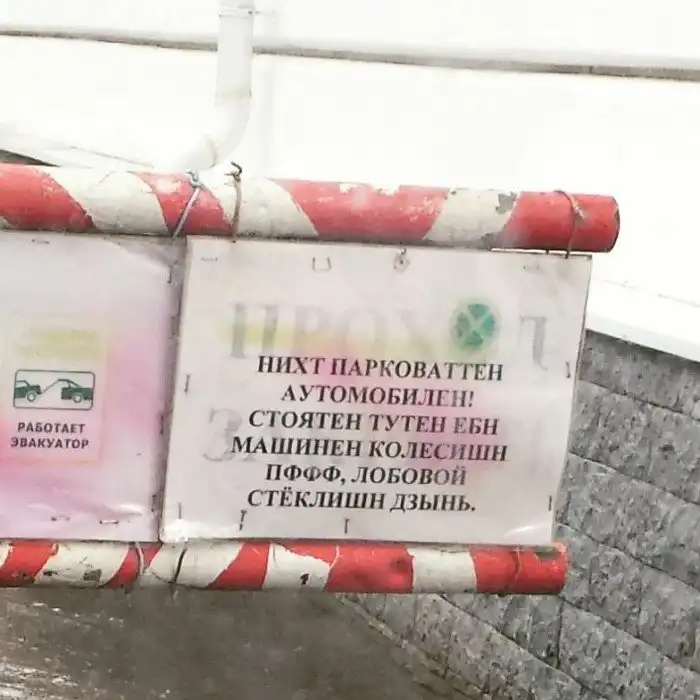 РАБОТАЕТ
ЭВАКУАТОР
НИХТ ПАРКОВАТТЕН
АУТОМОБИЛЕН!
СТОЯТЕН ТУТЕН ЕБН
МАШИНЕН КОЛЕСИШН
ПФФФ, ЛОБОВОЙ
СТЁКЛИШН ДЗЫНЬ.